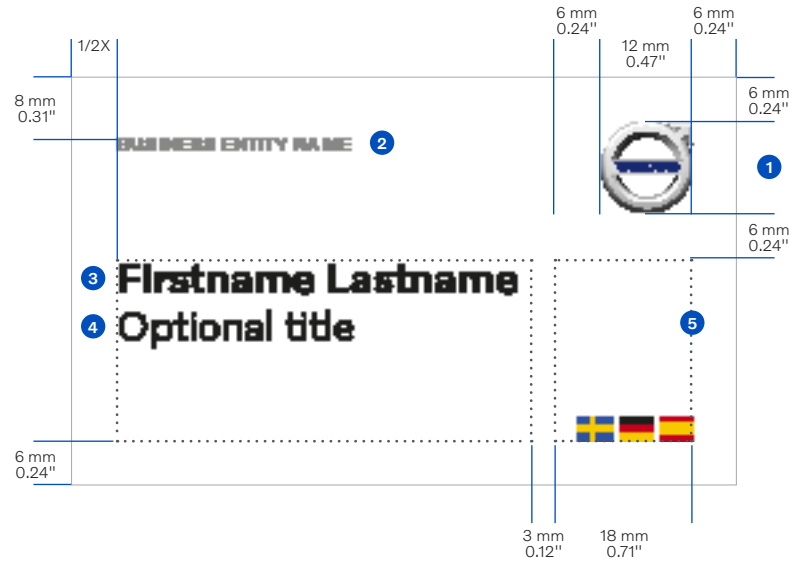 6 mm
0.24"
6 mm
0.24"
1/2X
12 mm
0.47"
8 mm
0.31"
6 mm
0.24"
BUSINESS ENTITY NAME
2
1
6 mm
0.24"
3
Firstname Lastname
4
Optional title
5
6 mm
0.24"
3 mm
0.12"
18 mm
0.71"